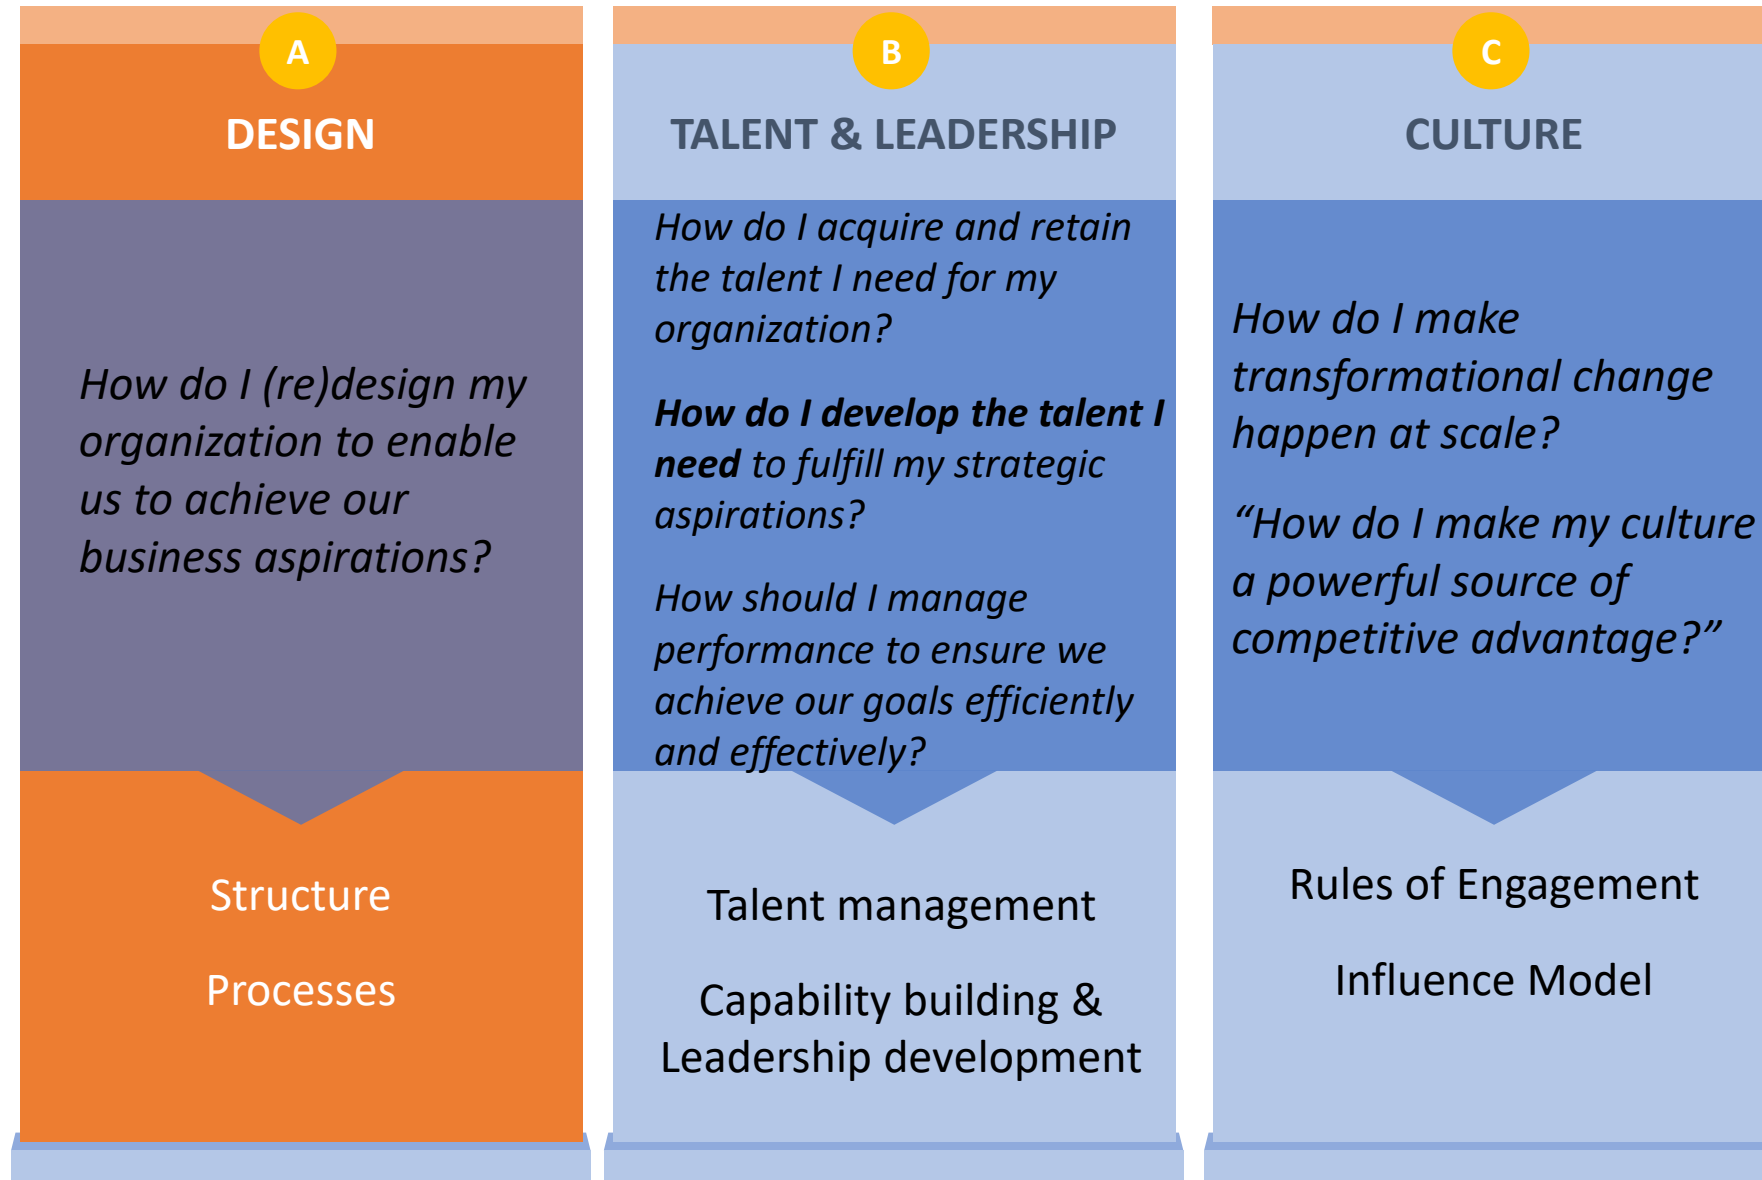 A
DESIGN
How do I (re)design my
organization to enable
us to achieve our
business aspirations?
Structure
Processes
B
TALENT & LEADERSHIP
How do I acquire and retain
the talent I need for my
organization?
How do I develop the talent I
need to fulfill my strategic
aspirations?
How should I manage
performance to ensure we
achieve our goals efficiently
and effectively?
Talent management
Capability building &
Leadership development
C
CULTURE
How do I make
transformational change
happen at scale?
“How do I make my culture
a powerful source of
competitive advantage?”
Rules of Engagement
Influence Model